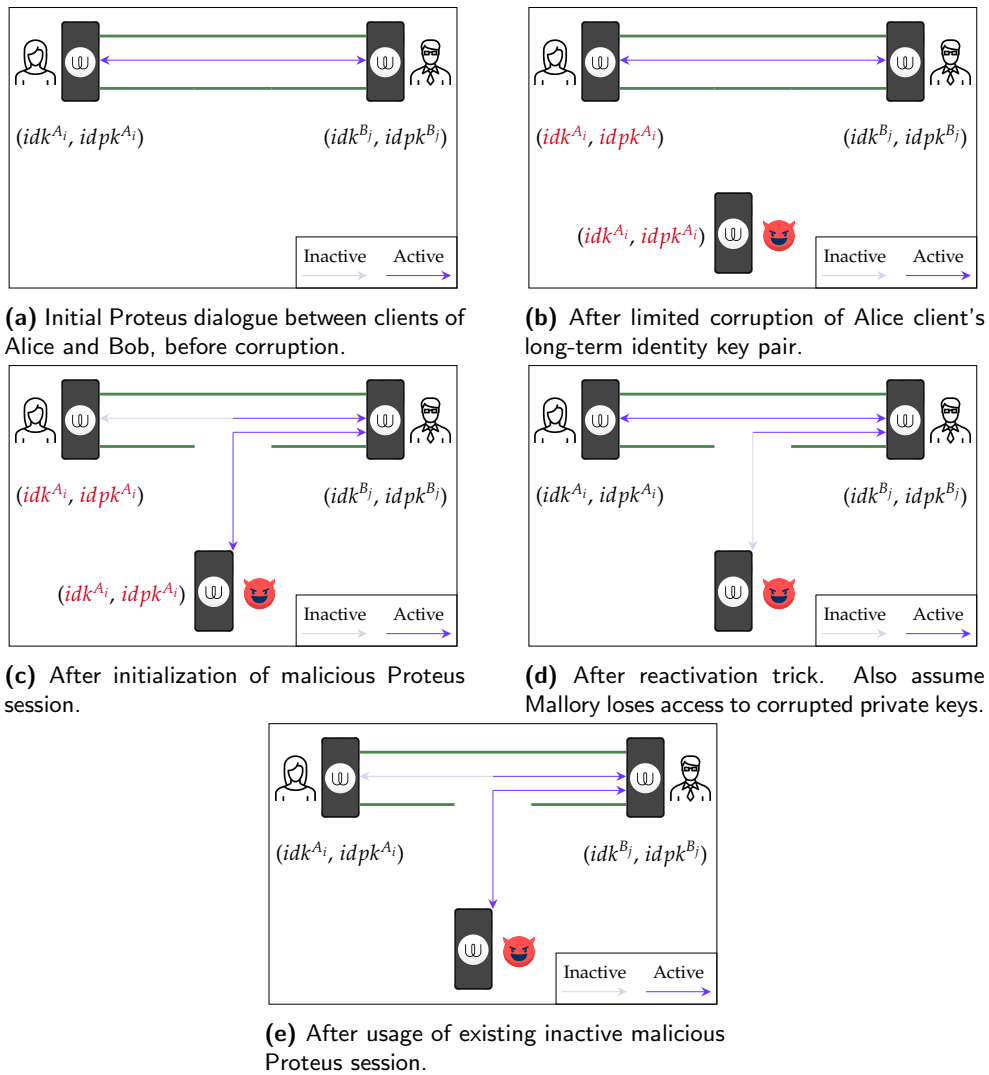 (idk^{A_i}, idpk^{A_i}) (idk^{B_j}, idpk^{B_j})
Inactive Active
(a) Initial Proteus dialogue between clients of
Alice and Bob, before corruption.
(idk^{A_i}, idpk^{A_i}) (idk^{B_j}, idpk^{B_j})
(idk^{A_i}, idpk^{A_i})
Inactive Active
(b) After limited corruption of Alice client's
long-term identity key pair.
(idk^{A_i}, idpk^{A_i}) (idk^{B_j}, idpk^{B_j})
(idk^{A_i}, idpk^{A_i})
Inactive Active
(c) After initialization of malicious Proteus
session.
(idk^{A_i}, idpk^{A_i}) (idk^{B_j}, idpk^{B_j})
Inactive Active
(d) After reactivation trick. Also assume
Mallory loses access to corrupted private keys.
(idk^{A_i}, idpk^{A_i}) (idk^{B_j}, idpk^{B_j})
Inactive Active
(e) After usage of existing inactive malicious
Proteus session.